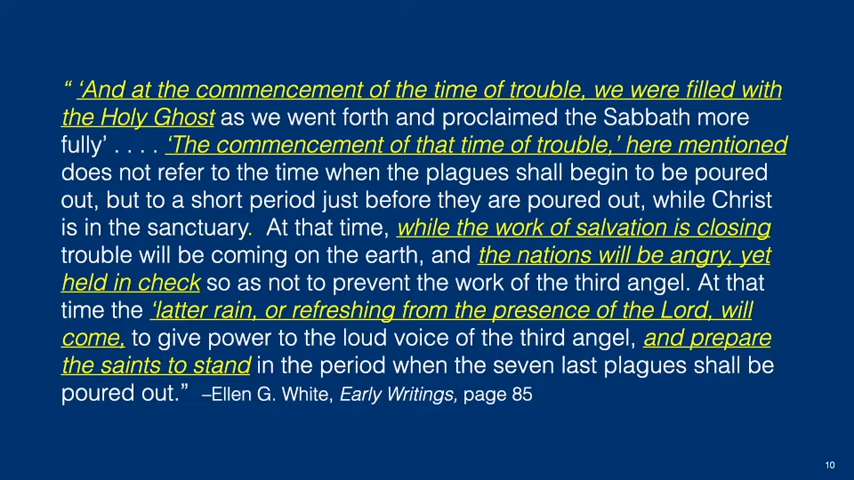 “ ‘And at the commencement of the time of trouble, we were filled with
the Holy Ghost as we went forth and proclaimed the Sabbath more
fully’ . . . . ‘The commencement of that time of trouble,’ here mentioned
does not refer to the time when the plagues shall begin to be poured
out, but to a short period just before they are poured out, while Christ
is in the sanctuary.  At that time, while the work of salvation is closing
trouble will be coming on the earth, and the nations will be angry, yet
held in check so as not to prevent the work of the third angel. At that
time the ‘latter rain, or refreshing from the presence of the Lord, will
come, to give power to the loud voice of the third angel, and prepare
the saints to stand in the period when the seven last plagues shall be
poured out.”  –Ellen G. White, Early Writings, page 85
10